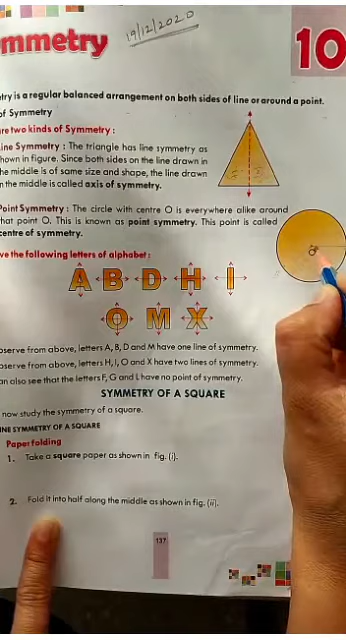 mmetry
19/12/2020
10
try is a regular balanced arrangement on both sides of line or around a point.
of Symmetry
are two kinds of Symmetry :
ine Symmetry : The triangle has line symmetry as
hown in figure. Since both sides on the line drawn in
he middle is of same size and shape, the line drawn
n the middle is called axis of symmetry.
Point Symmetry : The circle with centre O is everywhere alike around
hat point O. This is known as point symmetry. This point is called
centre of symmetry.
O
ve the following letters of alphabet :
A B D H I
O M X
bserve from above, letters A, B, D and M have one line of symmetry.
bserve from above, letters H, I, O and X have two lines of symmetry.
an also see that the letters F, G and L have no point of symmetry.
SYMMETRY OF A SQUARE
now study the symmetry of a square.
INE SYMMETRY OF A SQUARE
Paper folding
1. Take a square paper as shown in fig. (i).
2. Fold it into half along the middle as shown in fig. (ii).
137